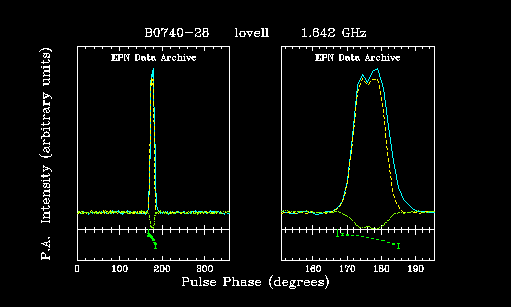 B0740-28 lovell 1.642 GHz
EPN Data Archive EPN Data Archive
P.A. Intensity (arbitrary units)
0 100 200 300 160 170 180 190
Pulse Phase (degrees)